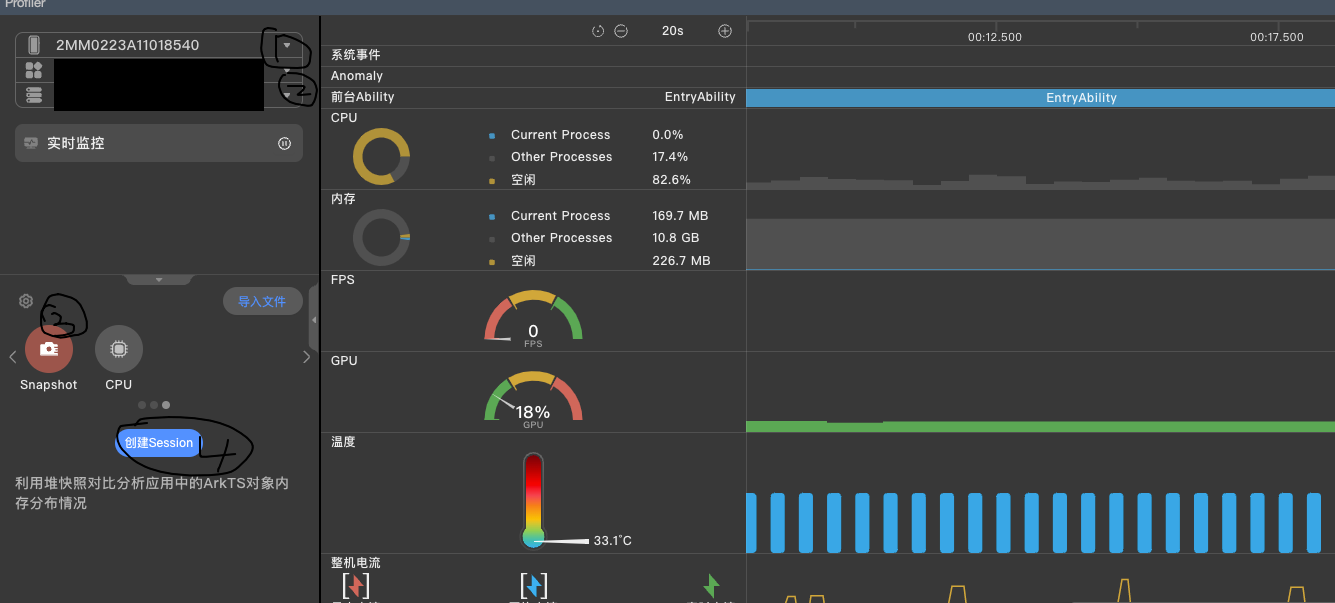 Profiler
2MM0223A11018540
1
2
实时监控
导入文件
3
Snapshot
CPU
创建Session
4
利用堆快照对比分析应用中的ArkTS对象内
存分布情况
20s
00:12.500
00:17.500
系统事件
Anomaly
前台Ability
EntryAbility
EntryAbility
CPU
Current Process 0.0%
Other Processes 17.4%
空闲 82.6%
内存
Current Process 169.7 MB
Other Processes 10.8 GB
空闲 226.7 MB
FPS
0
FPS
GPU
18%
GPU
温度
33.1°C
整机电流